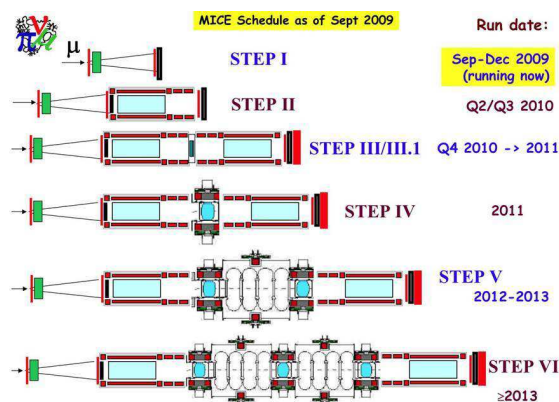 MICE Schedule as of Sept 2009
Run date:
μ
STEP I
Sep-Dec 2009
(running now)
STEP II
Q2/Q3 2010
STEP III/III.1
Q4 2010 -> 2011
STEP IV
2011
STEP V
2012-2013
STEP VI
≥2013